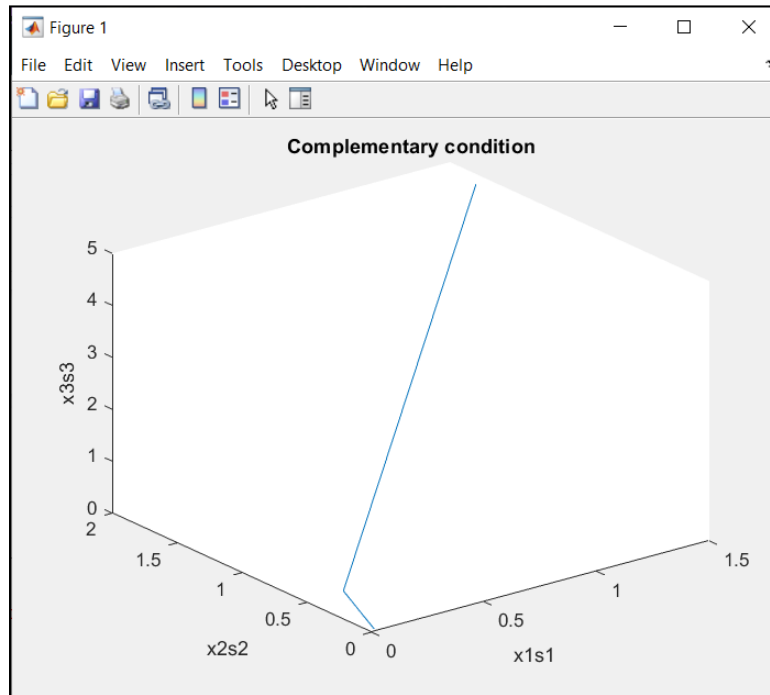 Figure 1
File Edit View Insert Tools Desktop Window Help
Complementary condition
5
4
3
2
1
0
x3s3
2
1.5
1
0.5
0
x2s2
0
0.5
1
1.5
x1s1